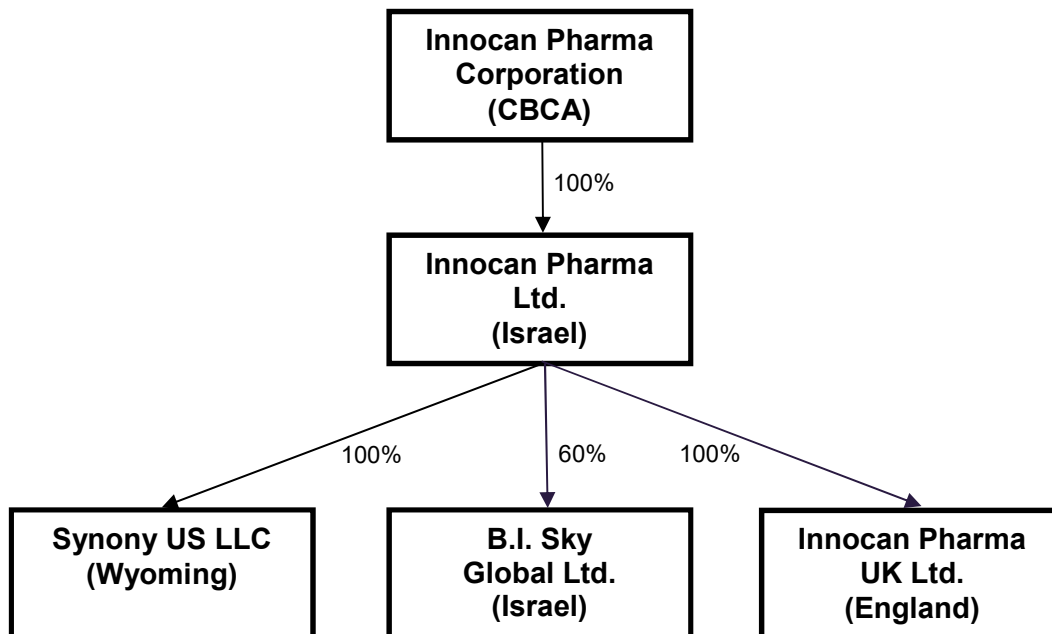 Innocan Pharma
Corporation
(CBCA)
100%
Innocan Pharma
Ltd.
(Israel)
100%
60%
100%
Synony US LLC
(Wyoming)
B.I. Sky
Global Ltd.
(Israel)
Innocan Pharma
UK Ltd.
(England)